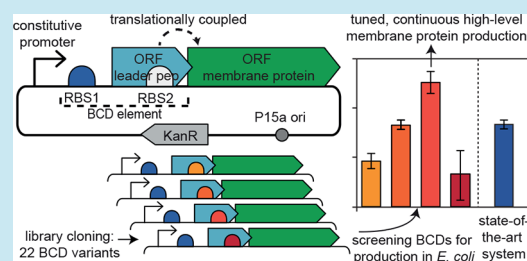 constitutive
promoter
translationally coupled
ORF
leader pep.
ORF
membrane protein
RBS1
RBS2
BCD element
KanR
P15a ori
library cloning:
22 BCD variants
tuned, continuous high-level
membrane protein production
screening BCDs for
production in E. coli
state-of-
the-art
system